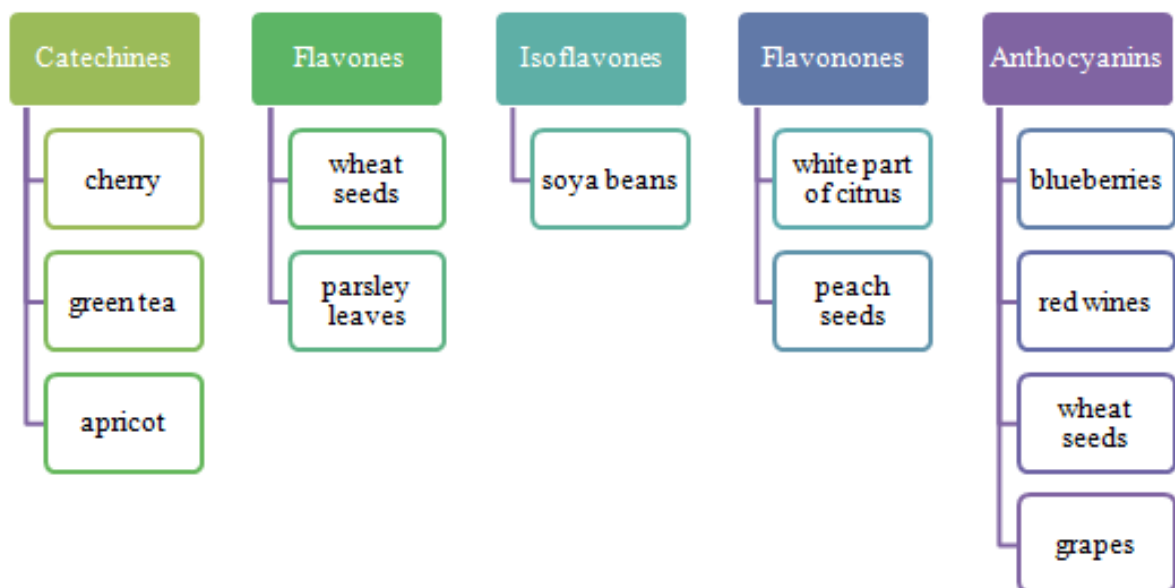 Catechines
cherry
green tea
apricot
Flavones
wheat
seeds
parsley
leaves
Isoflavones
soya beans
Flavonones
white part
of citrus
peach
seeds
Anthocyanins
blueberries
red wines
wheat
seeds
grapes